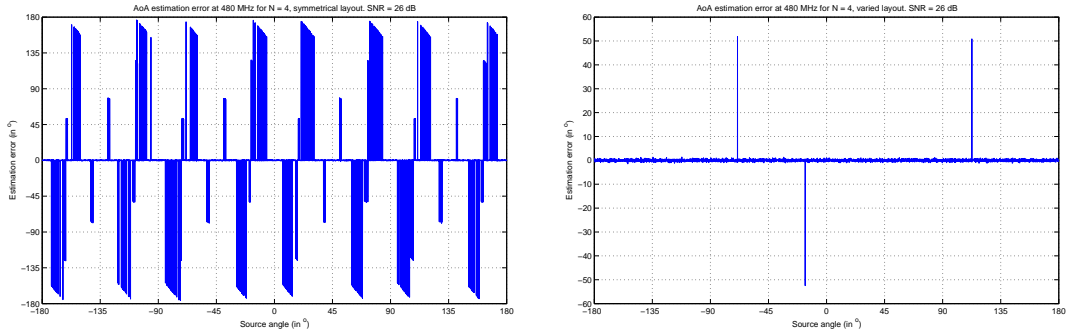 AoA estimation error at 480 MHz for N = 4, symmetrical layout. SNR = 26 dB
180
135
90
45
0
−45
−90
−135
−180
Estimation error (in °)
−180 −135 −90 −45 0 45 90 135 180
Source angle (in °)
AoA estimation error at 480 MHz for N = 4, varied layout. SNR = 26 dB
60
50
40
30
20
10
0
−10
−20
−30
−40
−50
−60
Estimation error (in °)
−180 −135 −90 −45 0 45 90 135 180
Source angle (in °)